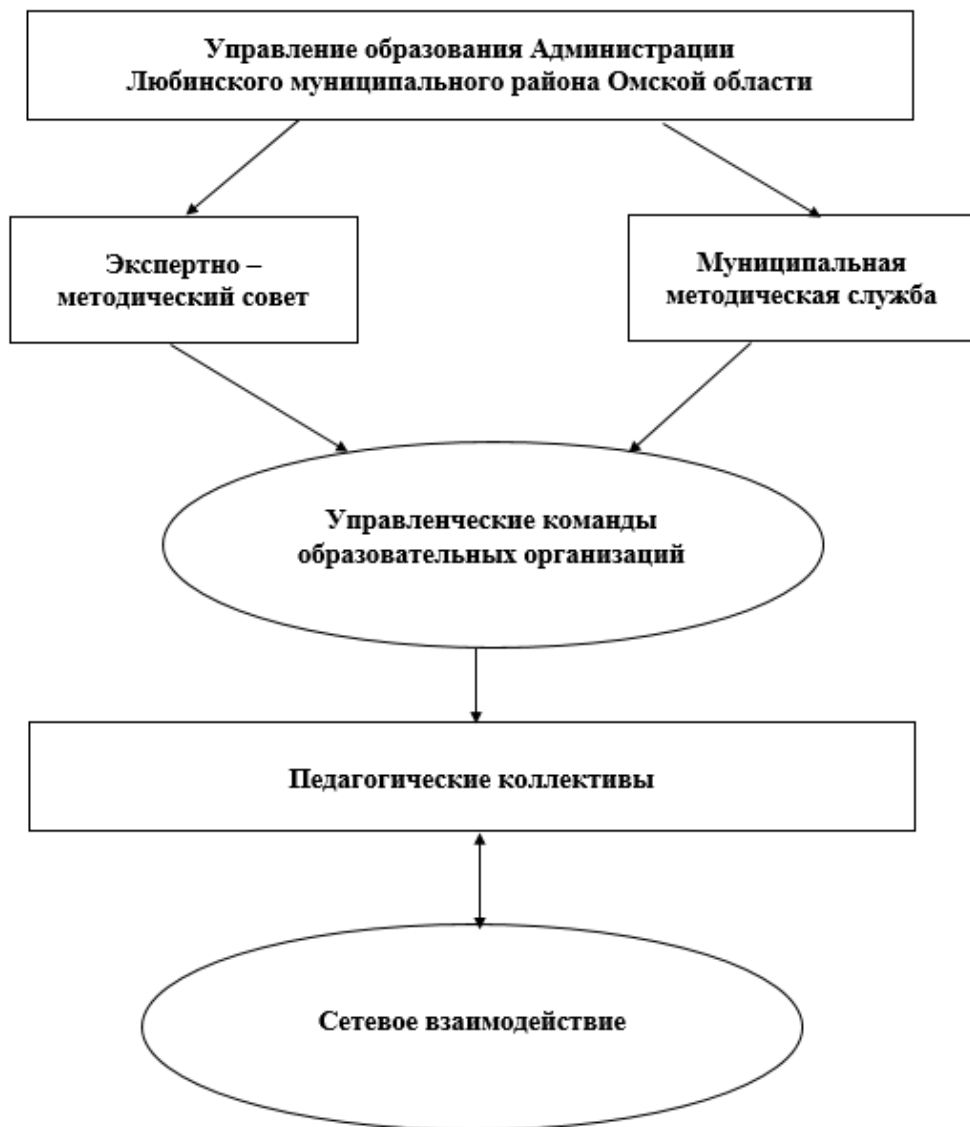 Управление образования Администрации
Любинского муниципального района Омской области
Экспертно –
методический совет
Муниципальная
методическая служба
Управленческие команды
образовательных организаций
Педагогические коллективы
Сетевое взаимодействие